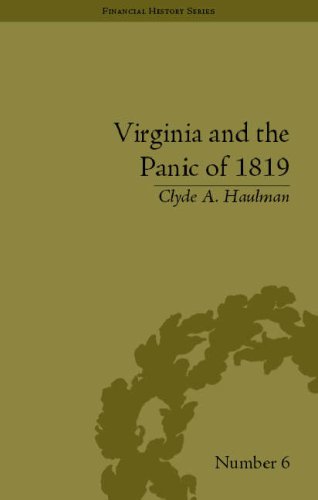 Financial History Series
Virginia and the
Panic of 1819
Clyde A. Haulman
Number 6